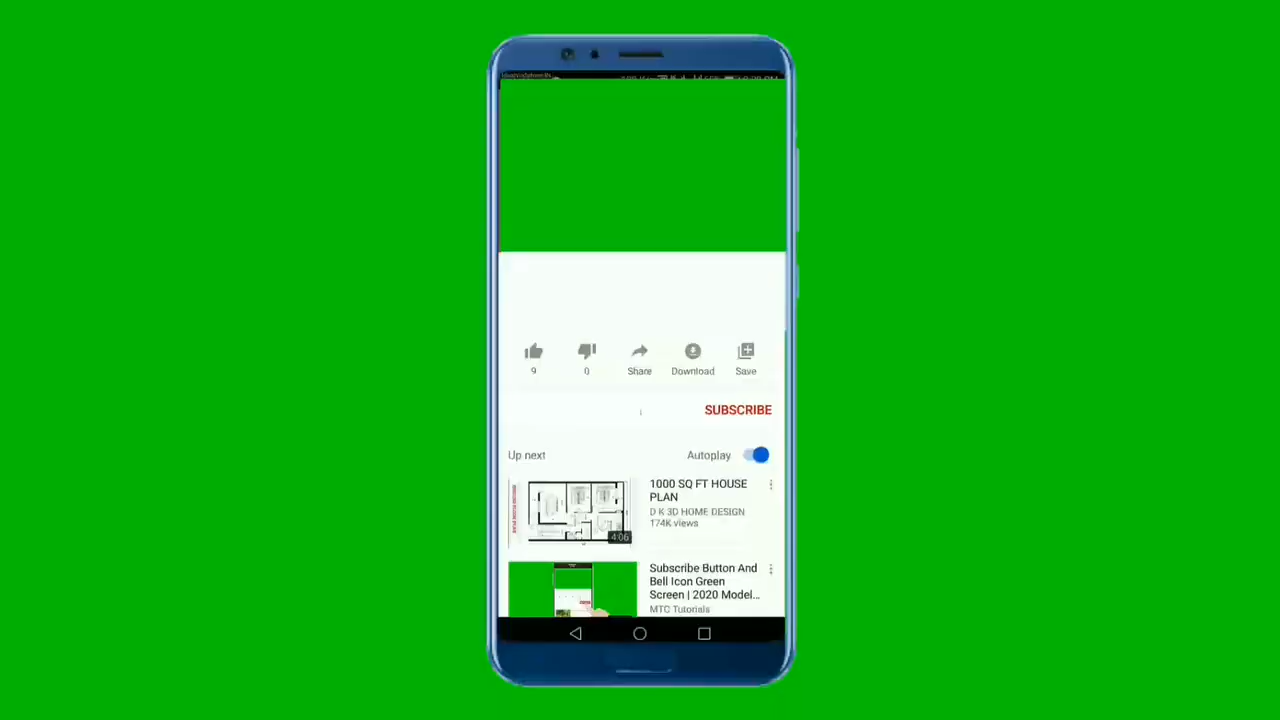 9
0
Share
Download
Save
SUBSCRIBE
Up next
Autoplay
1000 SQ FT HOUSE
PLAN
D K 3D HOME DESIGN
174K views
4:06
Subscribe Button And
Bell Icon Green
Screen | 2020 Model...
MTC Tutorials